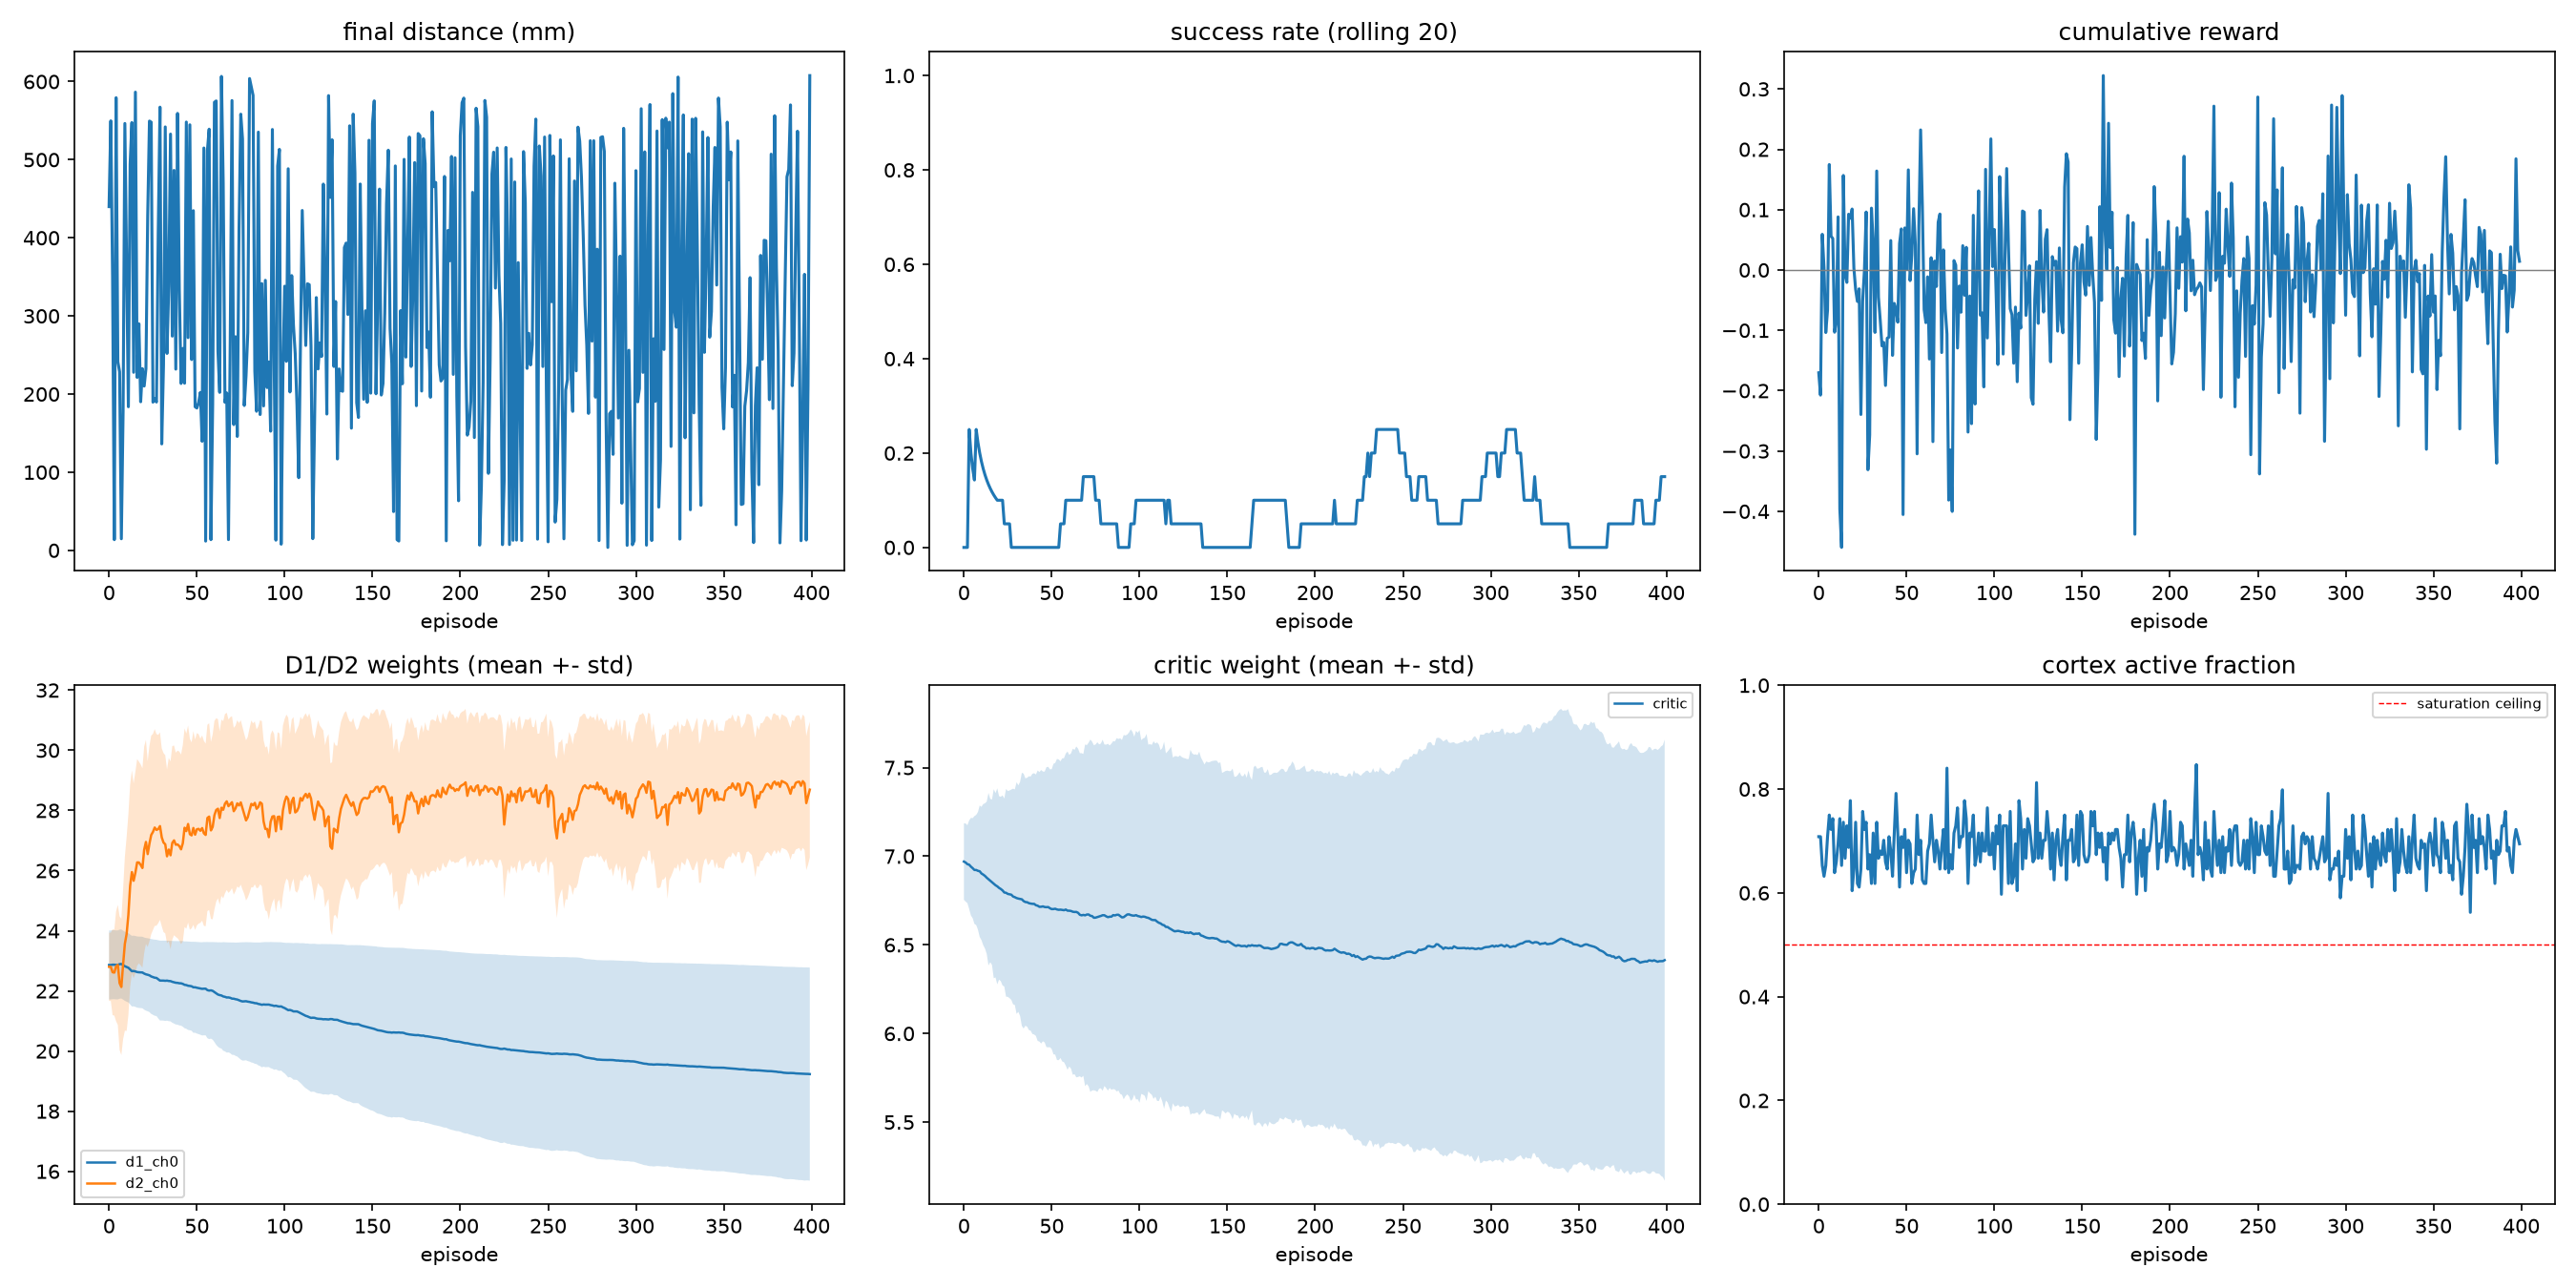 final distance (mm)
600
500
400
300
200
100
0
0 50 100 150 200 250 300 350 400
episode
success rate (rolling 20)
1.0
0.8
0.6
0.4
0.2
0.0
0 50 100 150 200 250 300 350 400
episode
cumulative reward
0.3
0.2
0.1
0.0
−0.1
−0.2
−0.3
−0.4
0 50 100 150 200 250 300 350 400
episode
D1/D2 weights (mean +- std)
32
30
28
26
24
22
20
18
16
d1_ch0
d2_ch0
0 50 100 150 200 250 300 350 400
episode
critic weight (mean +- std)
critic
7.5
7.0
6.5
6.0
5.5
0 50 100 150 200 250 300 350 400
episode
cortex active fraction
1.0
saturation ceiling
0.8
0.6
0.4
0.2
0.0
0 50 100 150 200 250 300 350 400
episode